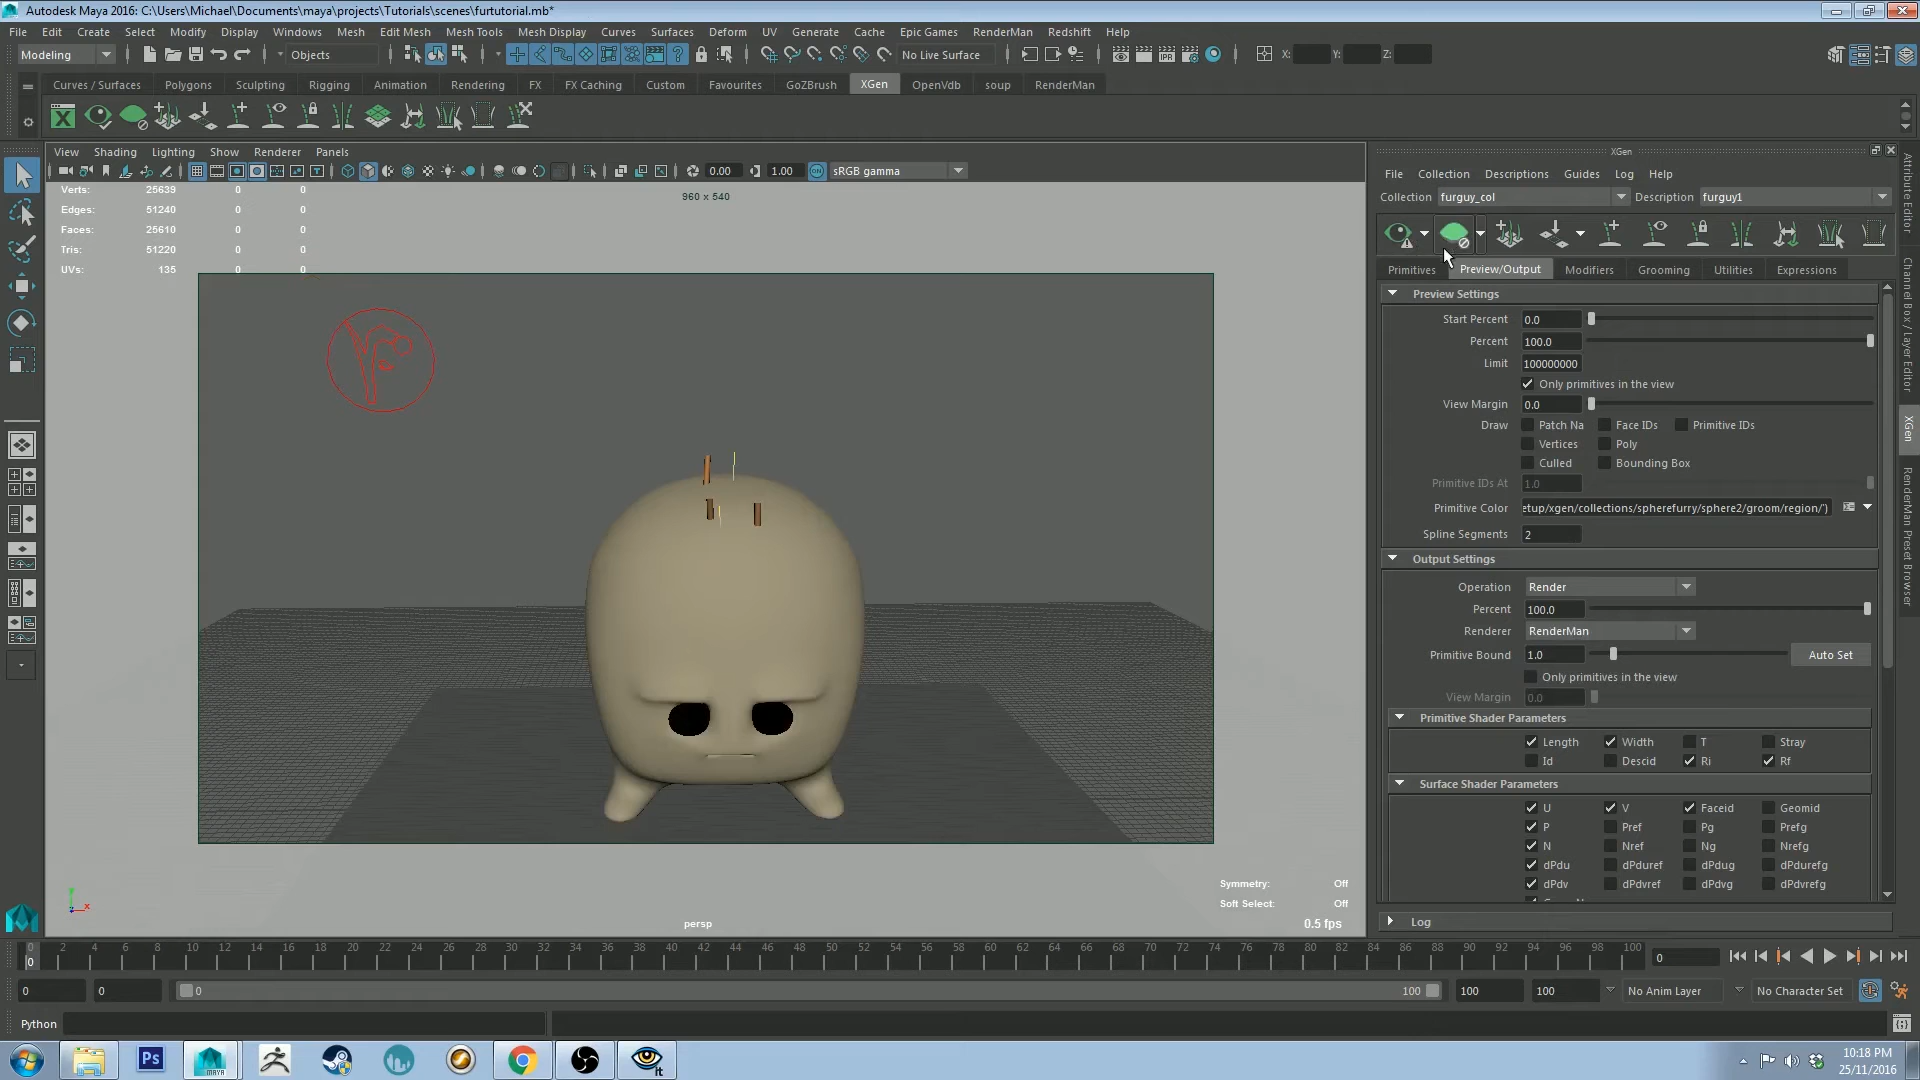 Autodesk Maya 2016: C:\Users\Michael\Documents\maya\projects\Tutorials\scenes\furtutorial.mb*
File Edit Create Select Modify Display Windows Mesh Edit Mesh Mesh Tools Mesh Display Curves Surfaces Deform UV Generate Cache Epic Games RenderMan Redshift Help
Modeling Objects No Live Surface X: Y: Z:
Curves / Surfaces Polygons Sculpting Rigging Animation Rendering FX FX Caching Custom Favourites GoZBrush XGen OpenVdb soup RenderMan
View Shading Lighting Show Renderer Panels
0.00 1.00 sRGB gamma
Verts: 25639 0 0
Edges: 51240 0 0
Faces: 25610 0 0
Tris: 51220 0 0
UVs: 135 0 0
960 x 540
Symmetry: Off
Soft Select: Off
0.5 fps
persp
XGen
File Collection Descriptions Guides Log Help
Collection furguy_col Description furguy1
Primitives Preview/Output Modifiers Grooming Utilities Expressions
Preview Settings
Start Percent 0.0
Percent 100.0
Limit 100000000
Only primitives in the view
View Margin 0.0
Draw Patch Na Face IDs Primitive IDs
Vertices Poly
Culled Bounding Box
Primitive IDs At 1.0
Primitive Color etup/xgen/collections/spherefurry/sphere2/groom/region/')
Spline Segments 2
Output Settings
Operation Render
Percent 100.0
Renderer RenderMan
Primitive Bound 1.0 Auto Set
Only primitives in the view
View Margin 0.0
Primitive Shader Parameters
Length Width T Stray
Id Descid Ri Rf
Surface Shader Parameters
U V Faceid Geomid
P Pref Pg Prefg
N Nref Ng Nrefg
dPdu dPduref dPdug dPdurefg
dPdv dPdvref dPdvg dPdvrefg
Log
Attribute Editor
Channel Box / Layer Editor
XGen
RenderMan Preset Browser
0 2 4 6 8 10 12 14 16 18 20 22 24 26 28 30 32 34 36 38 40 42 44 46 48 50 52 54 56 58 60 62 64 66 68 70 72 74 76 78 80 82 84 86 88 90 92 94 96 98 100
0 0
0 0 0 100 100 100 No Anim Layer No Character Set
Python
Ps MAYA it
10:18 PM
25/11/2016